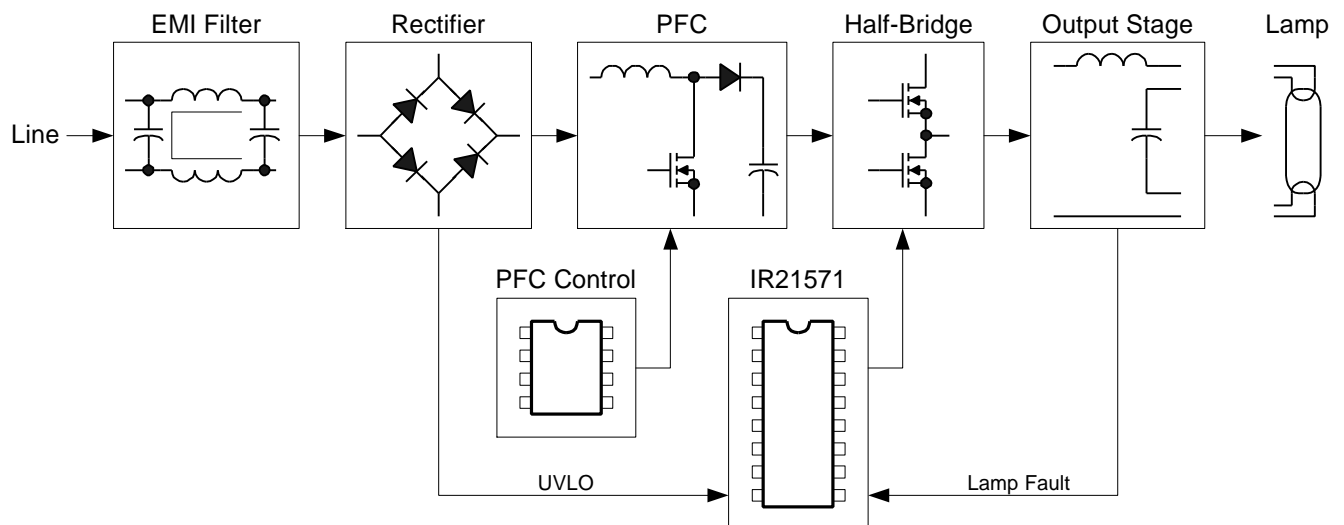 EMI Filter
Rectifier
PFC
Half-Bridge
Output Stage
Lamp
Line
PFC Control
IR21571
UVLO
Lamp Fault